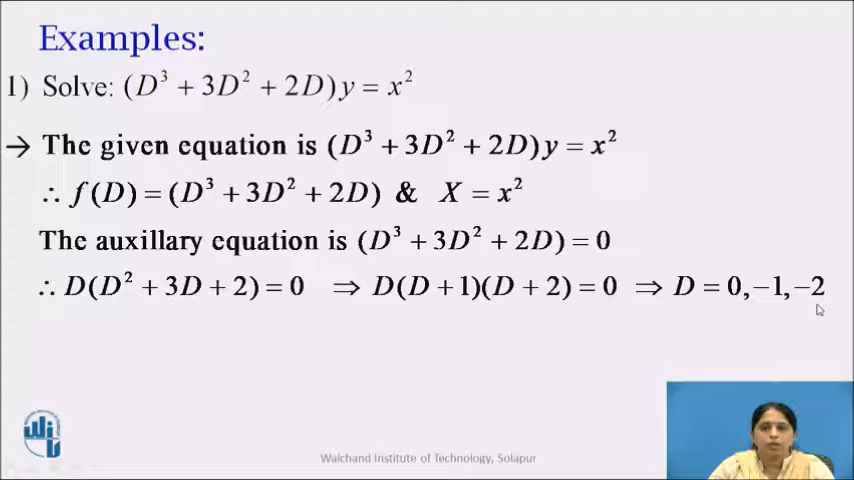 Examples:
1) Solve: (D³ + 3D² + 2D)y = x²
→ The given equation is (D³ + 3D² + 2D)y = x²
∴ f(D) = (D³ + 3D² + 2D) & X = x²
The auxillary equation is (D³ + 3D² + 2D) = 0
∴ D(D² + 3D + 2) = 0 ⇒ D(D + 1)(D + 2) = 0 ⇒ D = 0, −1, −2
Walchand Institute of Technology, Solapur